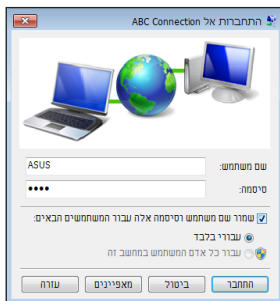 התחברות אל ABC Connection
שם משתמש:
ASUS
סיסמה:
••••
שמור שם משתמש וסיסמה אלה עבור המשתמשים הבאים:
עבורי בלבד
עבור כל אדם המשתמש במחשב זה
התחבר
ביטול
מאפיינים
עזרה